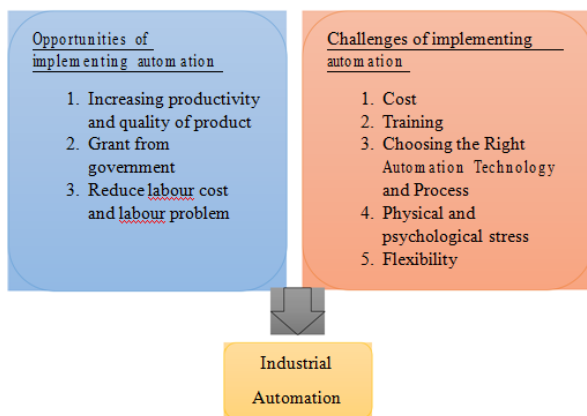 Opportunities of
implementing automation
1. Increasing productivity
and quality of product
2. Grant from
government
3. Reduce labour cost
and labour problem
Challenges of implementing
automation
1. Cost
2. Training
3. Choosing the Right
Automation Technology
and Process
4. Physical and
psychological stress
5. Flexibility
Industrial
Automation